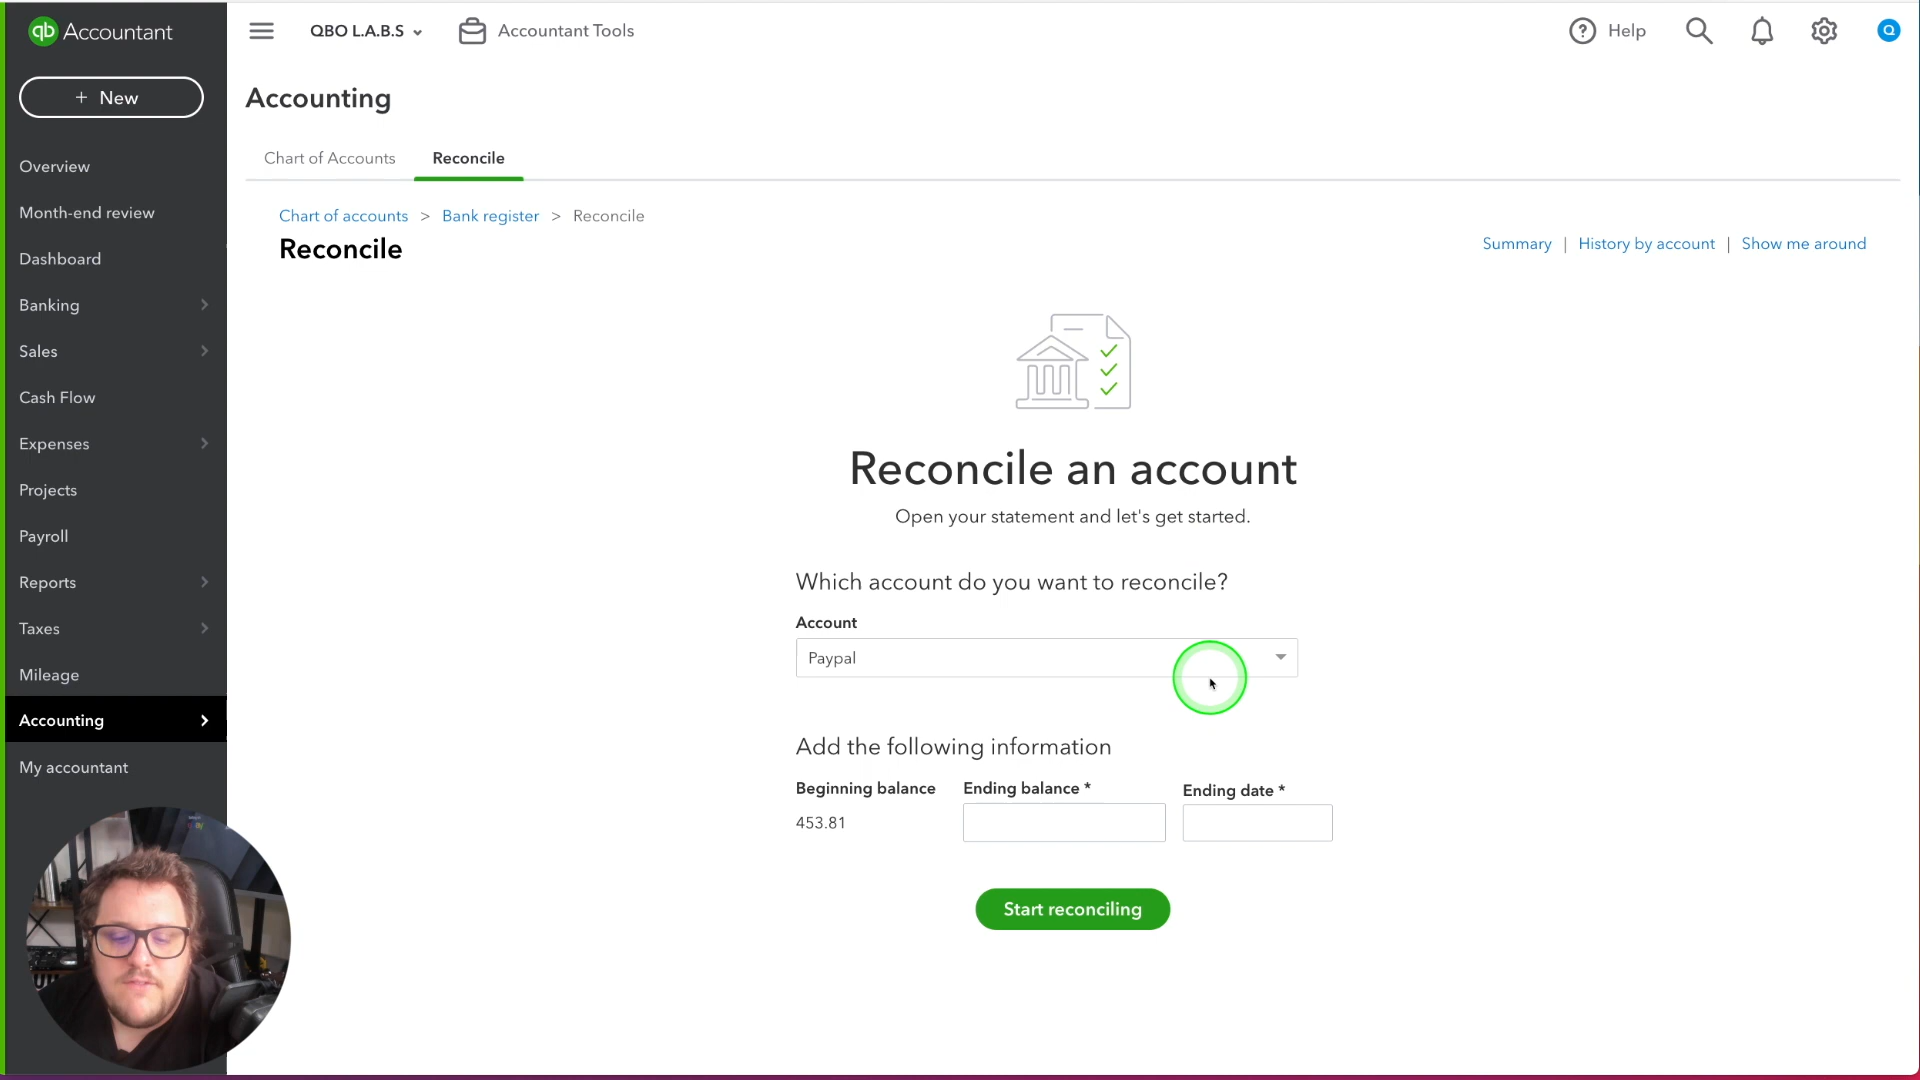 qb Accountant
QBO L.A.B.S
Accountant Tools
Help
Q
+ New
Accounting
Overview
Month-end review
Dashboard
Banking
Sales
Cash Flow
Expenses
Projects
Payroll
Reports
Taxes
Mileage
Accounting
My accountant
Chart of Accounts
Reconcile
Chart of accounts > Bank register > Reconcile
Reconcile
Summary | History by account | Show me around
Reconcile an account
Open your statement and let's get started.
Which account do you want to reconcile?
Account
Paypal
Add the following information
Beginning balance Ending balance * Ending date *
453.81
Start reconciling